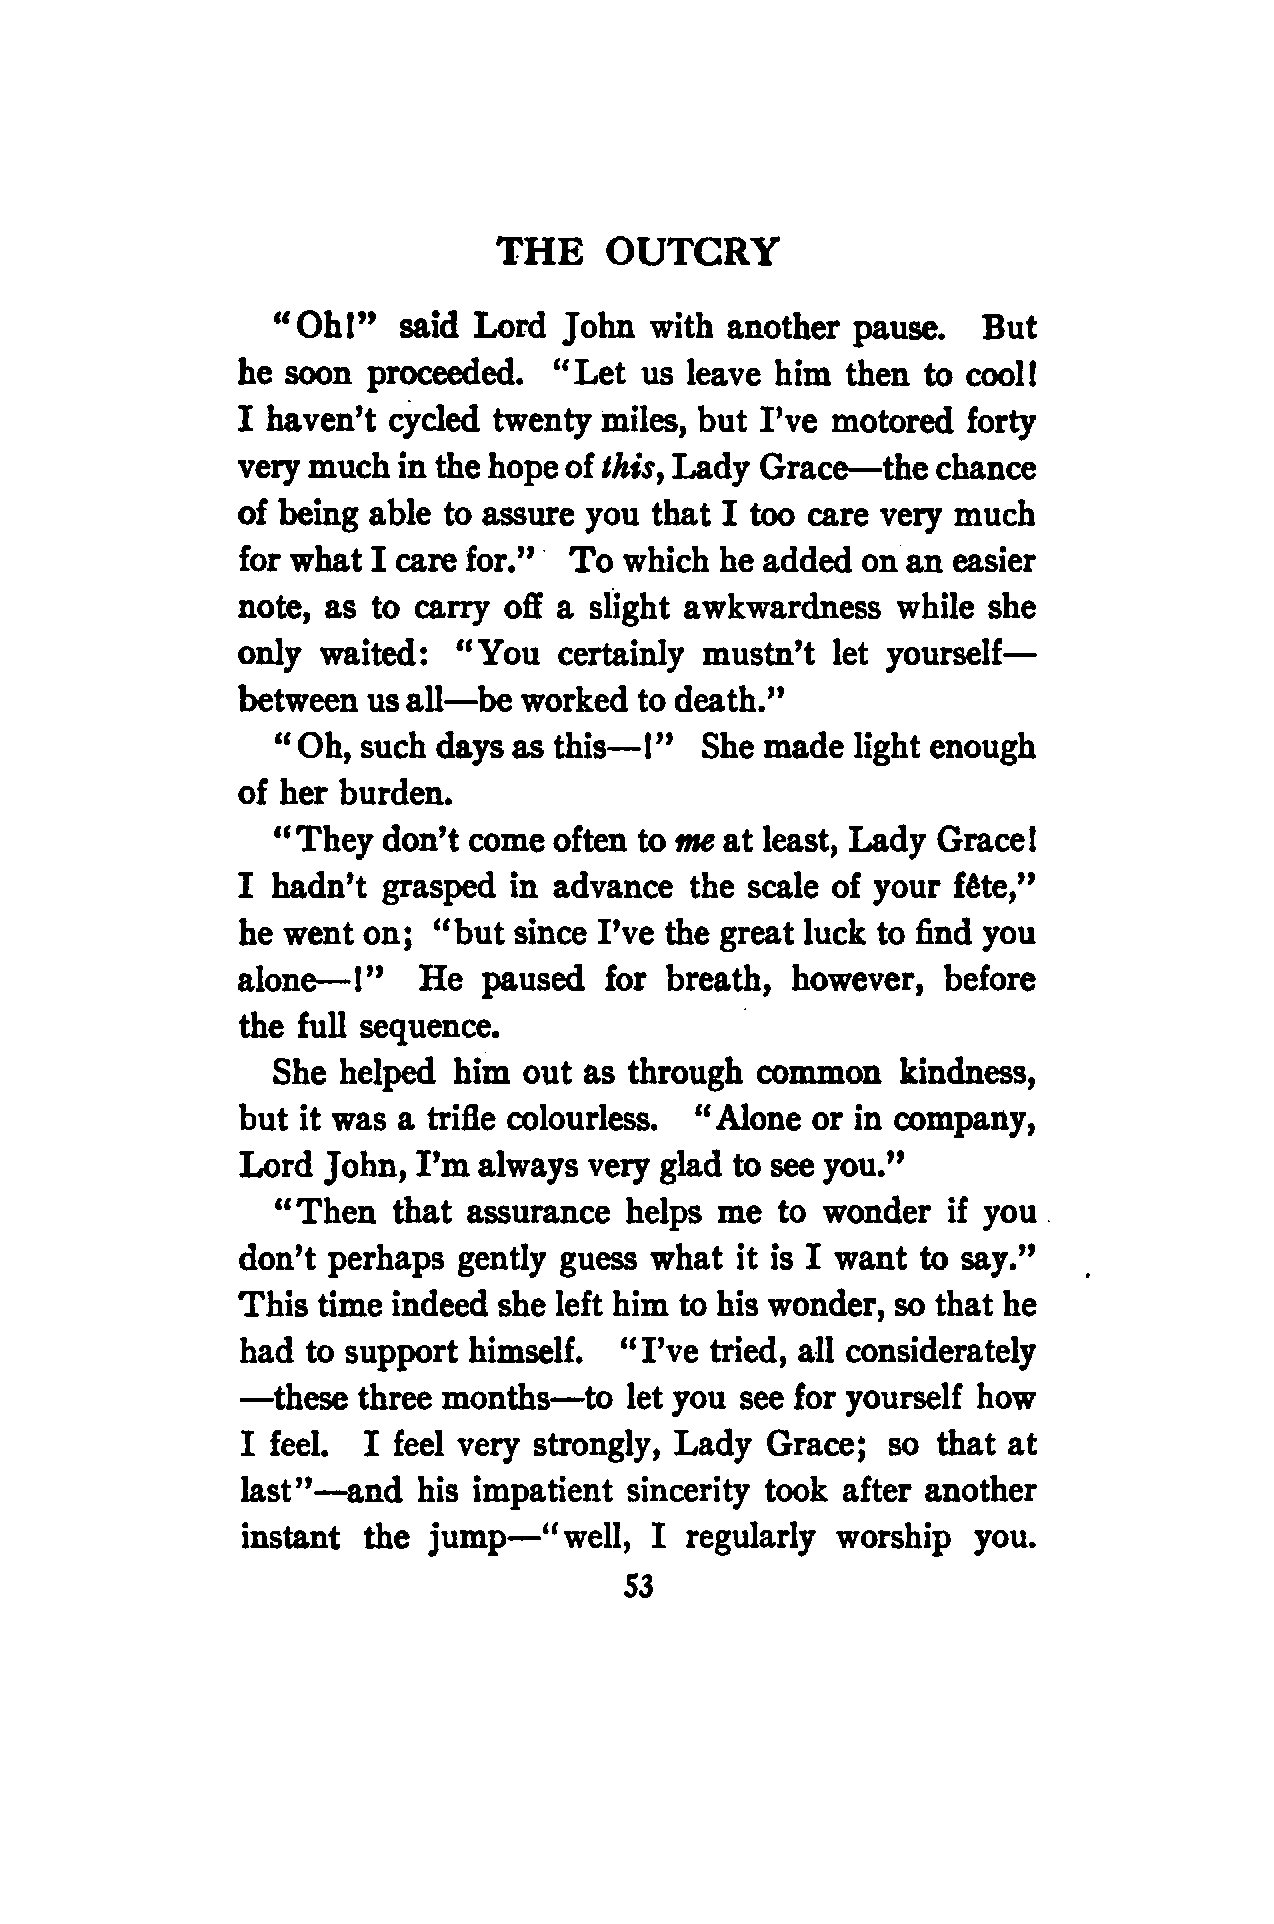 THE OUTCRY
“Oh!” said Lord John with another pause. But
he soon proceeded. “Let us leave him then to cool!
I haven't cycled twenty miles, but I've motored forty
very much in the hope of this, Lady Grace—the chance
of being able to assure you that I too care very much
for what I care for.” To which he added on an easier
note, as to carry off a slight awkwardness while she
only waited: “You certainly mustn't let yourself—
between us all—be worked to death.”
“Oh, such days as this—!” She made light enough
of her burden.
“They don't come often to me at least, Lady Grace!
I hadn't grasped in advance the scale of your fête,”
he went on; “but since I've the great luck to find you
alone—!” He paused for breath, however, before
the full sequence.
She helped him out as through common kindness,
but it was a trifle colourless. “Alone or in company,
Lord John, I'm always very glad to see you.”
“Then that assurance helps me to wonder if you
don't perhaps gently guess what it is I want to say.”
This time indeed she left him to his wonder, so that he
had to support himself. “I've tried, all considerately
—these three months—to let you see for yourself how
I feel. I feel very strongly, Lady Grace; so that at
last”—and his impatient sincerity took after another
instant the jump—“well, I regularly worship you.
53